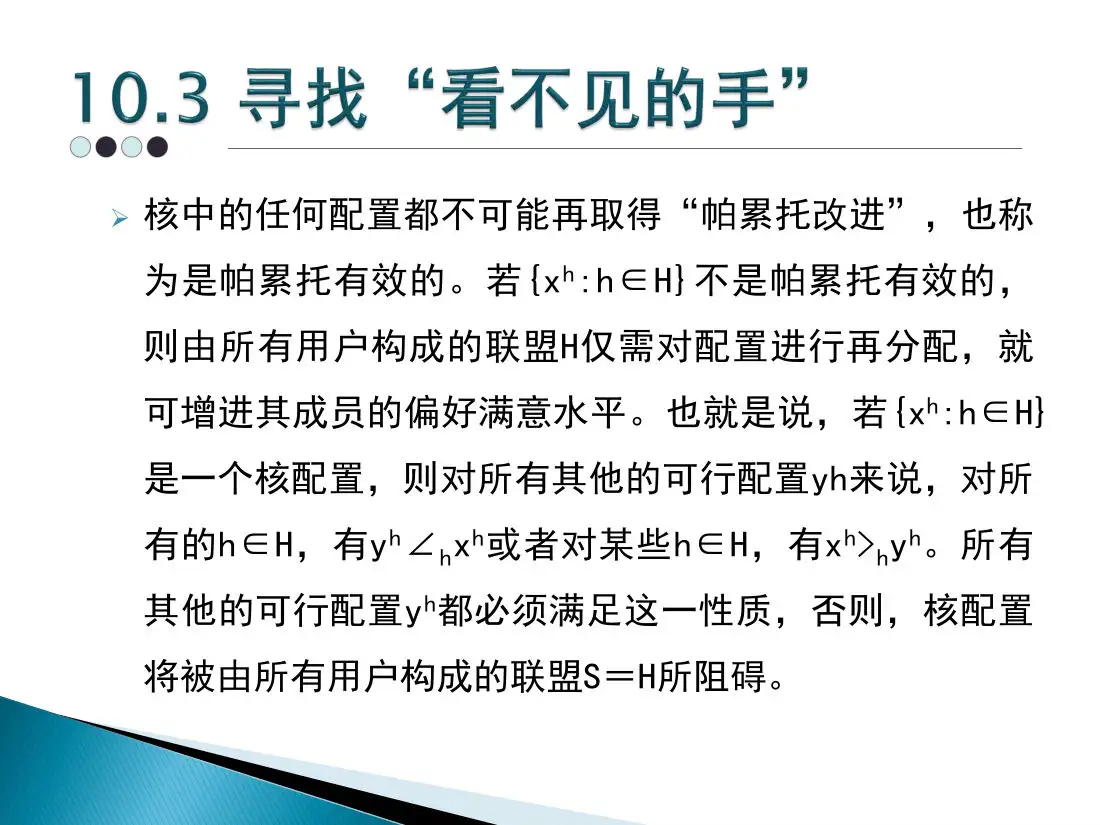 10.3 寻找“看不见的手”
核中的任何配置都不可能再取得“帕累托改进”，也称
为是帕累托有效的。若{xʰ:h∈H}不是帕累托有效的，
则由所有用户构成的联盟H仅需对配置进行再分配，就
可增进其成员的偏好满意水平。也就是说，若{xʰ:h∈H}
是一个核配置，则对所有其他的可行配置yh来说，对所
有的h∈H，有yʰ∠ₕxʰ或者对某些h∈H，有xʰ>ₕyʰ。所有
其他的可行配置yʰ都必须满足这一性质，否则，核配置
将被由所有用户构成的联盟S＝H所阻碍。